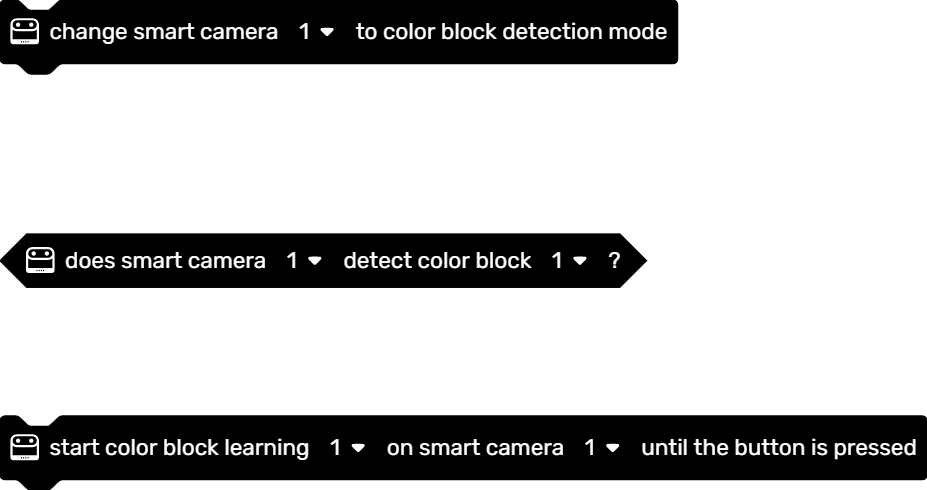 change smart camera 1 to color block detection mode
does smart camera 1 detect color block 1 ?
start color block learning 1 on smart camera 1 until the button is pressed